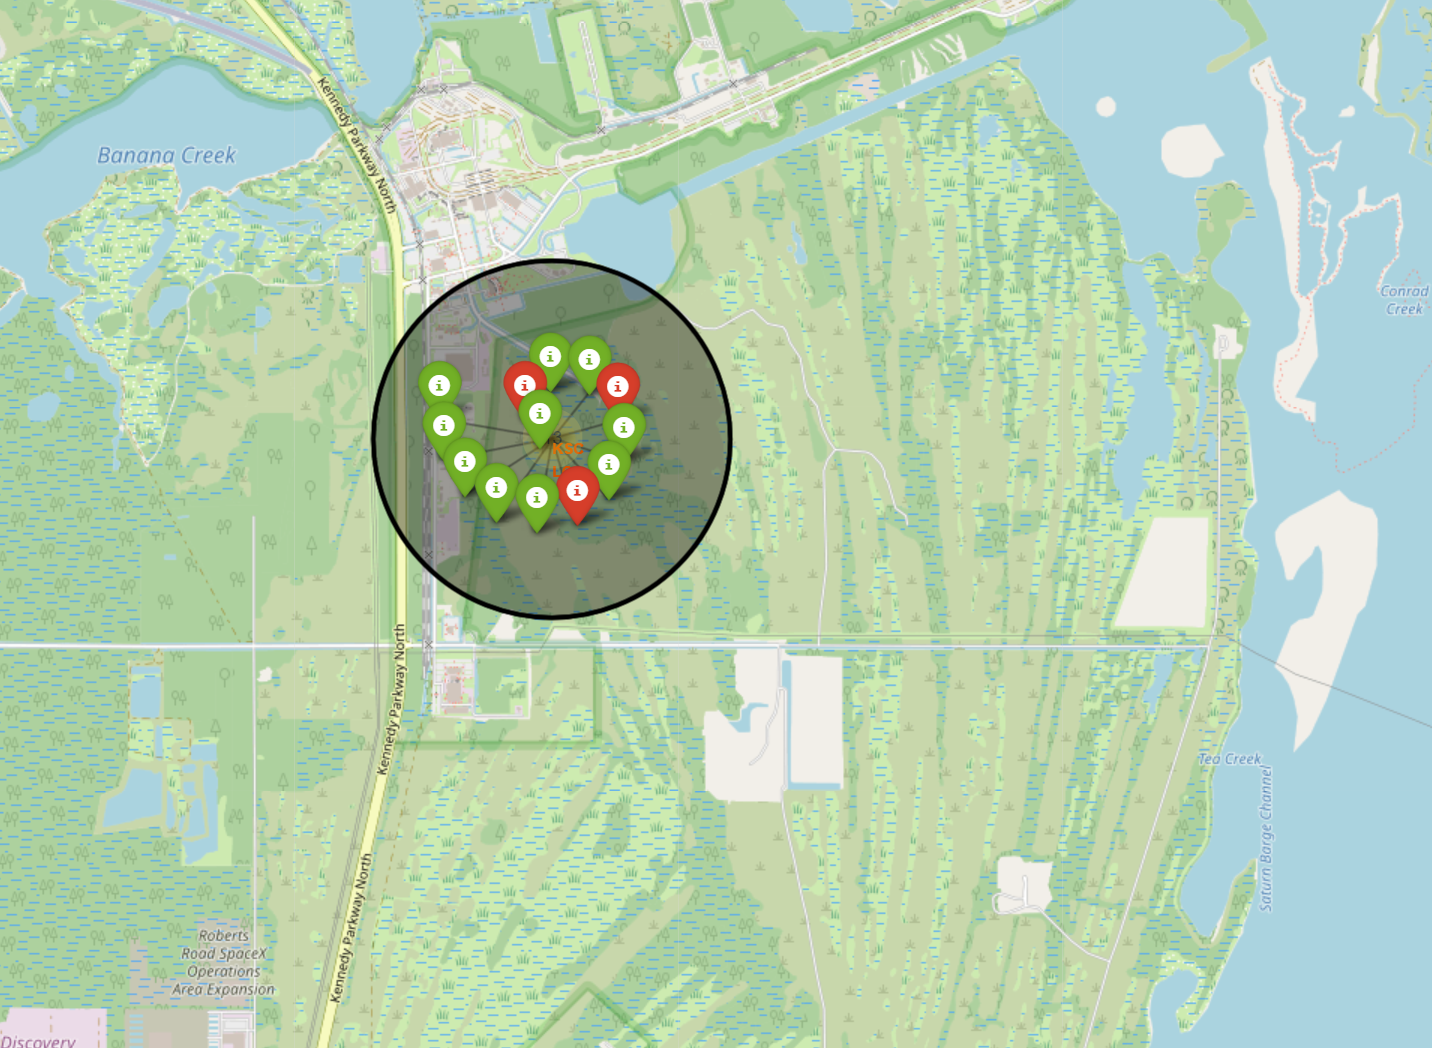 Kennedy Parkway North
Banana Creek
Conrad
Creek
KSC
Kennedy Parkway North
Tea Creek
Saturn Barge Channel
Kennedy Parkway North
Roberts
Road SpaceX
Operations
Area Expansion
Discovery